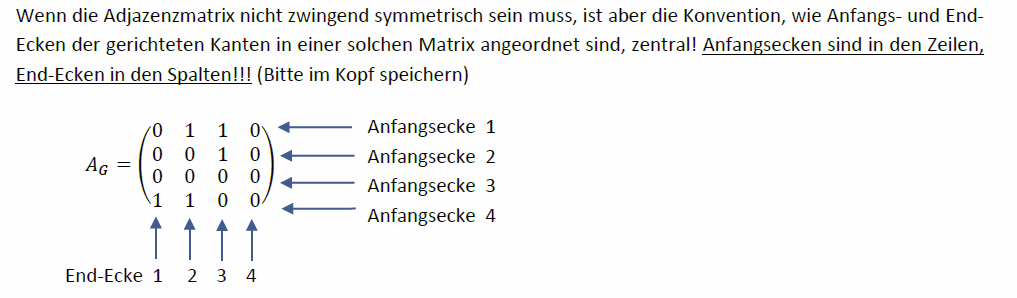 Wenn die Adjazenzmatrix nicht zwingend symmetrisch sein muss, ist aber die Konvention, wie Anfangs- und End-
Ecken der gerichteten Kanten in einer solchen Matrix angeordnet sind, zentral! Anfangsecken sind in den Zeilen,
End-Ecken in den Spalten!!! (Bitte im Kopf speichern)
0 1 1 0 Anfangsecke 1
A_G = 0 0 1 0 Anfangsecke 2
0 0 0 0 Anfangsecke 3
1 1 0 0 Anfangsecke 4
End-Ecke 1 2 3 4